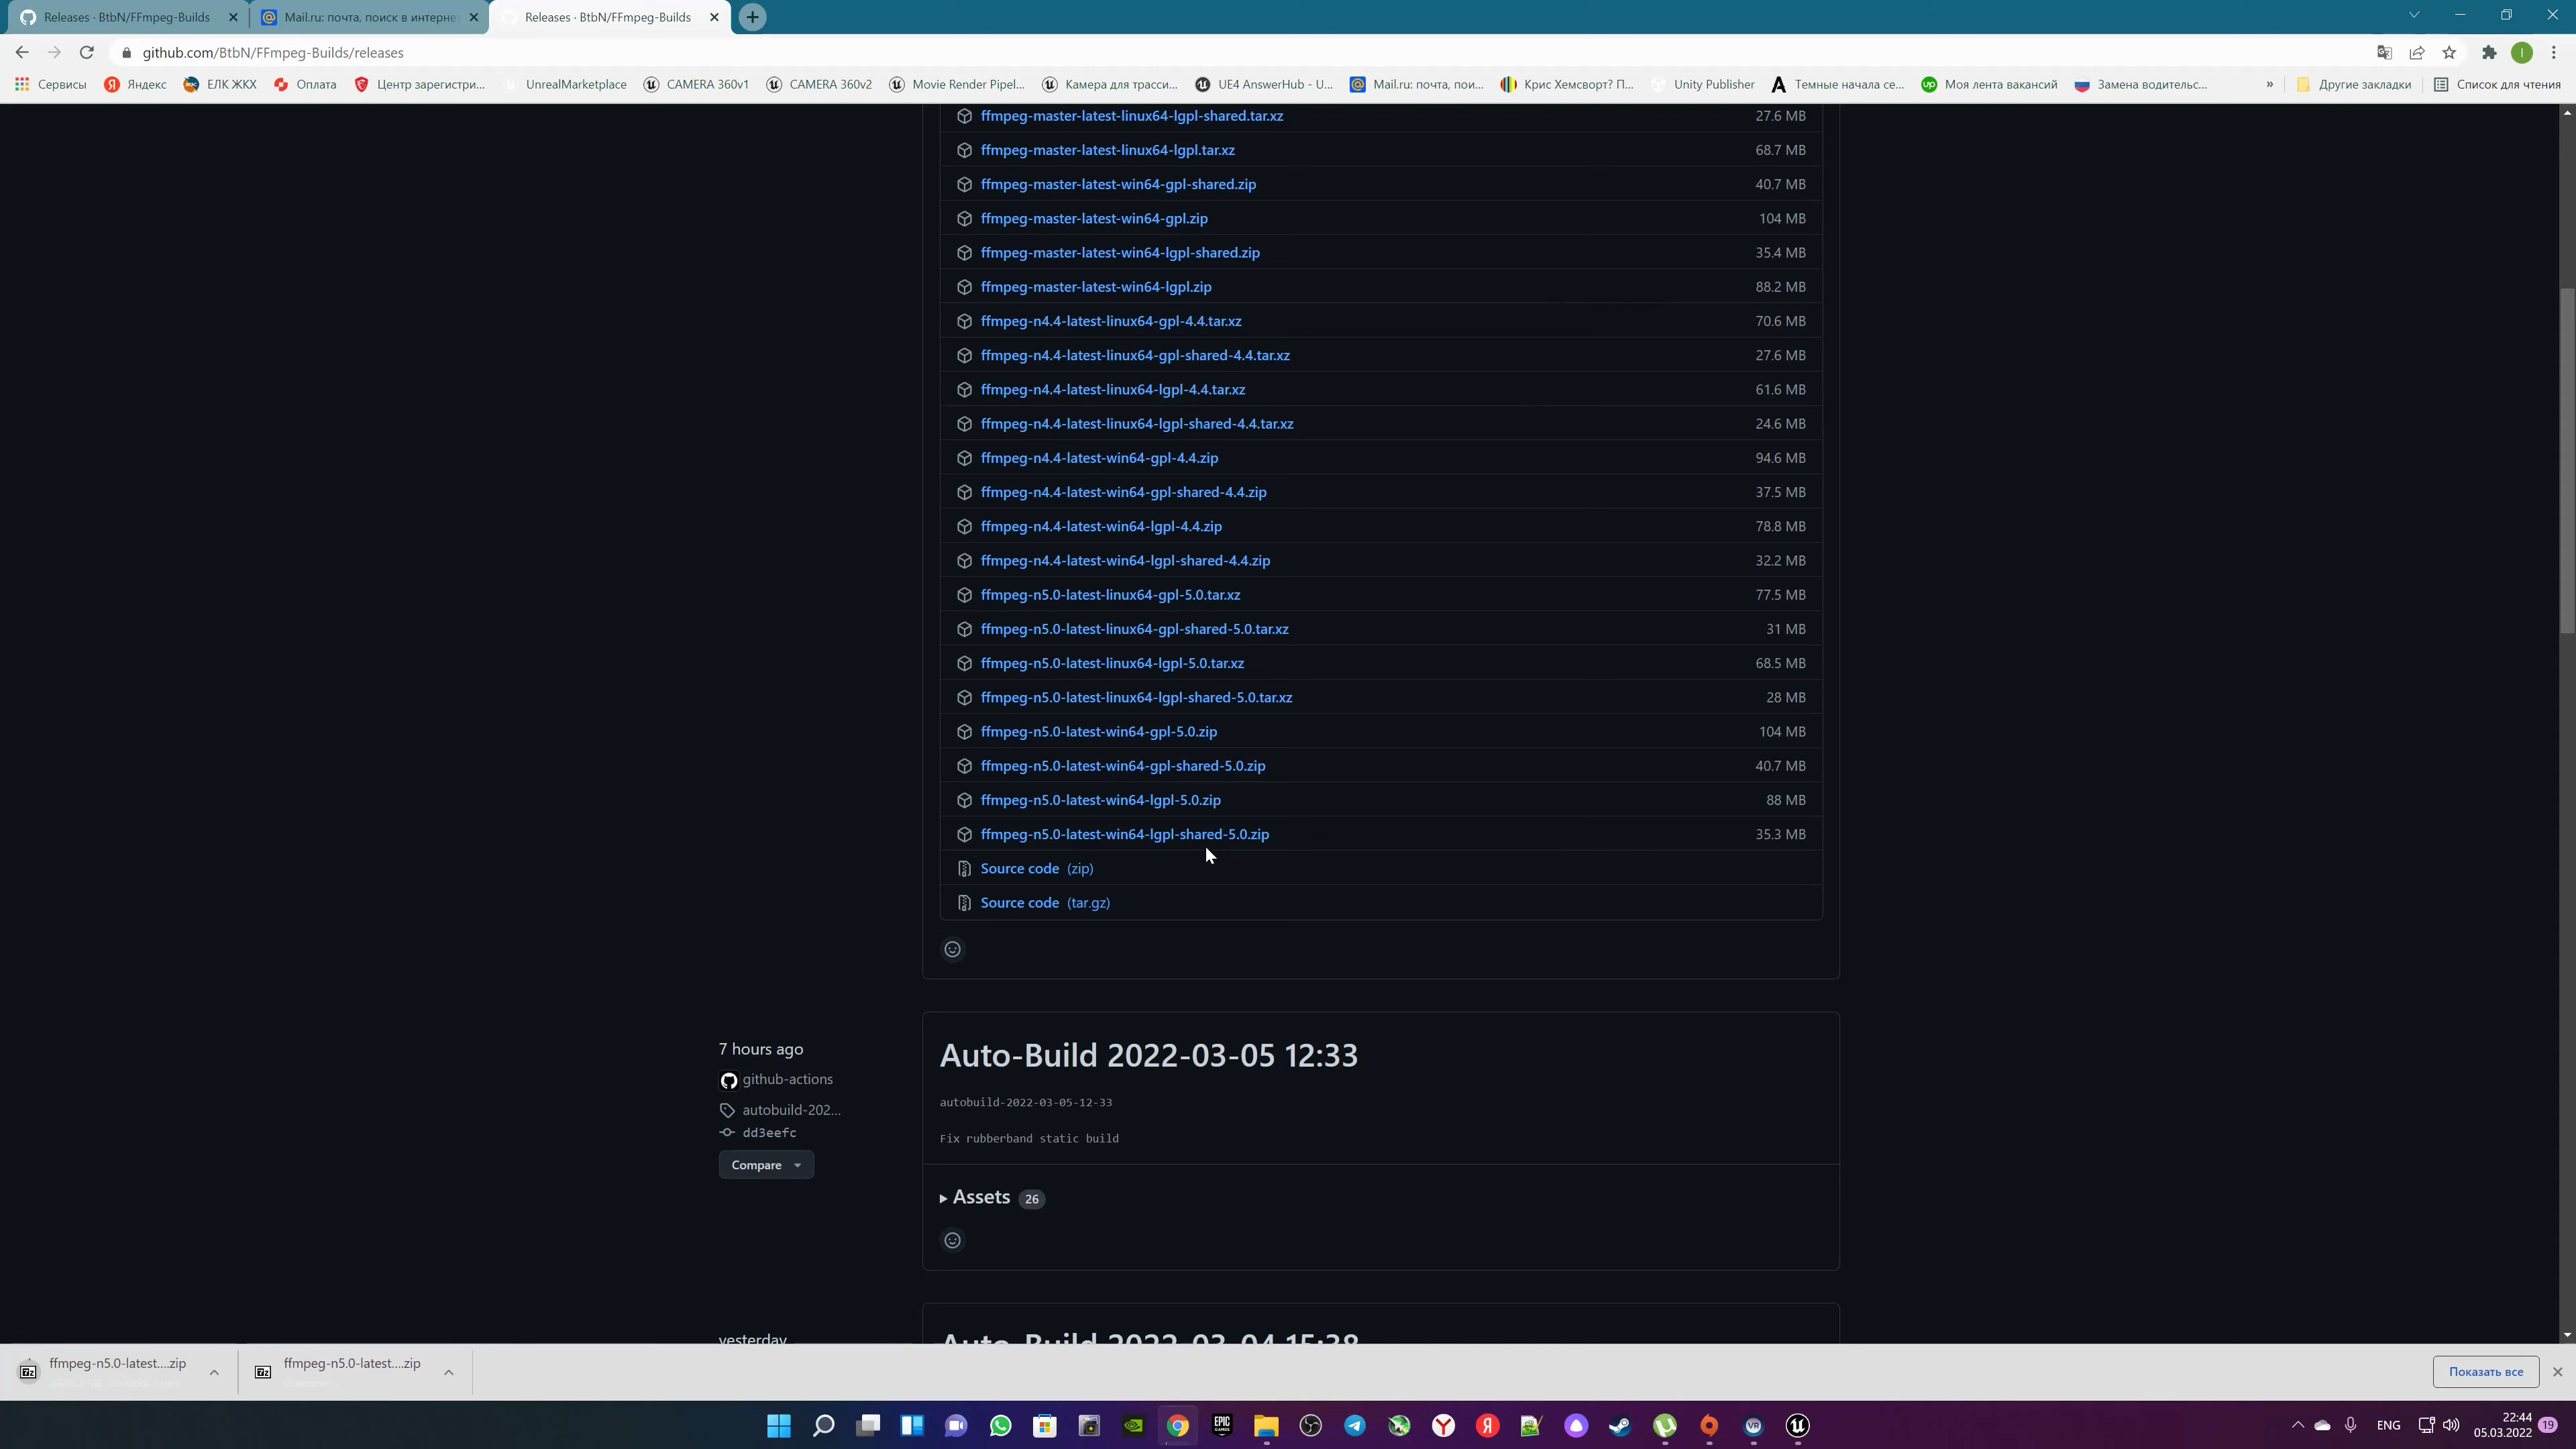 Releases · BtbN/FFmpeg-Builds
Mail.ru: почта, поиск в интерне
Releases · BtbN/FFmpeg-Builds
github.com/BtbN/FFmpeg-Builds/releases
Сервисы
Яндекс
ЕЛК ЖКХ
Оплата
Центр зарегистри...
UnrealMarketplace
CAMERA 360v1
CAMERA 360v2
Movie Render Pipel...
Камера для трасси...
UE4 AnswerHub - U...
Mail.ru: почта, пои...
Крис Хемсворт? П...
Unity Publisher
Темные начала се...
Моя лента вакансий
Замена водительс...
»
Другие закладки
Список для чтения
ffmpeg-master-latest-linux64-lgpl-shared.tar.xz 27.6 MB
ffmpeg-master-latest-linux64-lgpl.tar.xz 68.7 MB
ffmpeg-master-latest-win64-gpl-shared.zip 40.7 MB
ffmpeg-master-latest-win64-gpl.zip 104 MB
ffmpeg-master-latest-win64-lgpl-shared.zip 35.4 MB
ffmpeg-master-latest-win64-lgpl.zip 88.2 MB
ffmpeg-n4.4-latest-linux64-gpl-4.4.tar.xz 70.6 MB
ffmpeg-n4.4-latest-linux64-gpl-shared-4.4.tar.xz 27.6 MB
ffmpeg-n4.4-latest-linux64-lgpl-4.4.tar.xz 61.6 MB
ffmpeg-n4.4-latest-linux64-lgpl-shared-4.4.tar.xz 24.6 MB
ffmpeg-n4.4-latest-win64-gpl-4.4.zip 94.6 MB
ffmpeg-n4.4-latest-win64-gpl-shared-4.4.zip 37.5 MB
ffmpeg-n4.4-latest-win64-lgpl-4.4.zip 78.8 MB
ffmpeg-n4.4-latest-win64-lgpl-shared-4.4.zip 32.2 MB
ffmpeg-n5.0-latest-linux64-gpl-5.0.tar.xz 77.5 MB
ffmpeg-n5.0-latest-linux64-gpl-shared-5.0.tar.xz 31 MB
ffmpeg-n5.0-latest-linux64-lgpl-5.0.tar.xz 68.5 MB
ffmpeg-n5.0-latest-linux64-lgpl-shared-5.0.tar.xz 28 MB
ffmpeg-n5.0-latest-win64-gpl-5.0.zip 104 MB
ffmpeg-n5.0-latest-win64-gpl-shared-5.0.zip 40.7 MB
ffmpeg-n5.0-latest-win64-lgpl-5.0.zip 88 MB
ffmpeg-n5.0-latest-win64-lgpl-shared-5.0.zip 35.3 MB
Source code (zip)
Source code (tar.gz)
7 hours ago
github-actions
autobuild-202...
dd3eefc
Compare
Auto-Build 2022-03-05 12:33
autobuild-2022-03-05-12-33
Fix rubberband static build
Assets 26
yesterday
Auto-Build 2022-03-04 15:38
ffmpeg-n5.0-latest....zip
ffmpeg-n5.0-latest....zip
Показать все
EPIC GAMES
ENG
22:44
05.03.2022
19